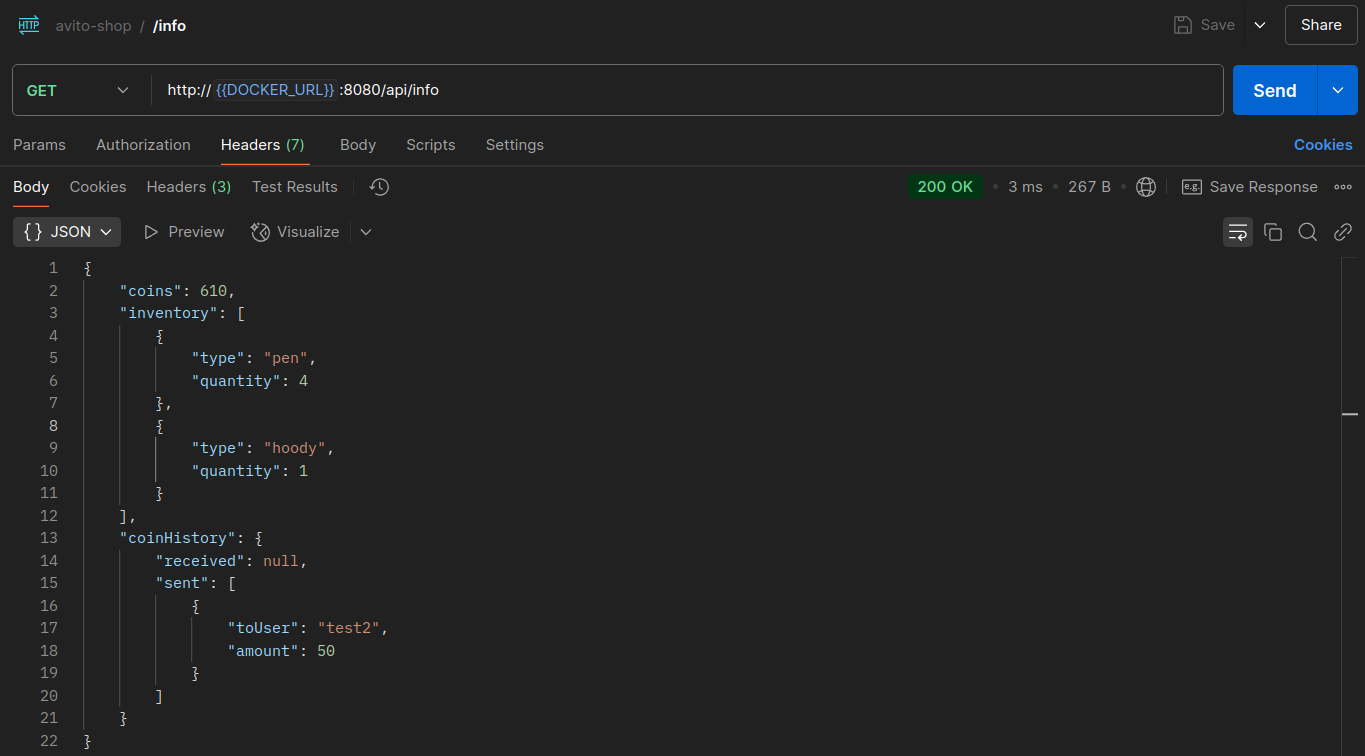 HTTP avito-shop / /info Save Share
GET http://{{DOCKER_URL}}:8080/api/info Send
Params Authorization Headers (7) Body Scripts Settings Cookies
Body Cookies Headers (3) Test Results 200 OK • 3 ms • 267 B • e.g. Save Response
{} JSON Preview Visualize
1 {
2 "coins": 610,
3 "inventory": [
4 {
5 "type": "pen",
6 "quantity": 4
7 },
8 {
9 "type": "hoody",
10 "quantity": 1
11 }
12 ],
13 "coinHistory": {
14 "received": null,
15 "sent": [
16 {
17 "toUser": "test2",
18 "amount": 50
19 }
20 ]
21 }
22 }